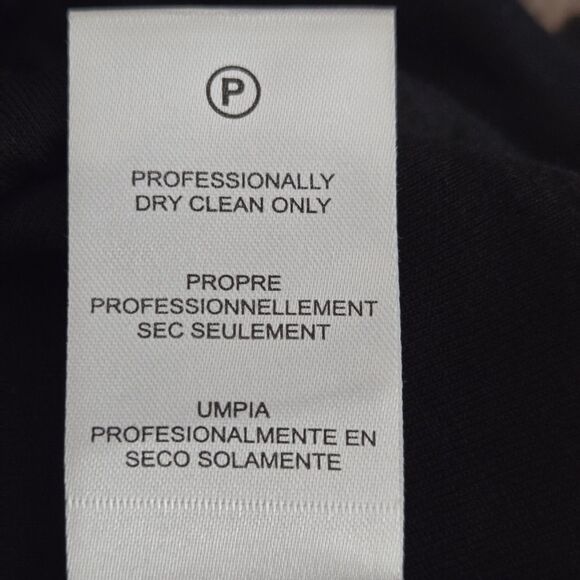 P
PROFESSIONALLY
DRY CLEAN ONLY
PROPRE
PROFESSIONNELLEMENT
SEC SEULEMENT
UMPIA
PROFESIONALMENTE EN
SECO SOLAMENTE